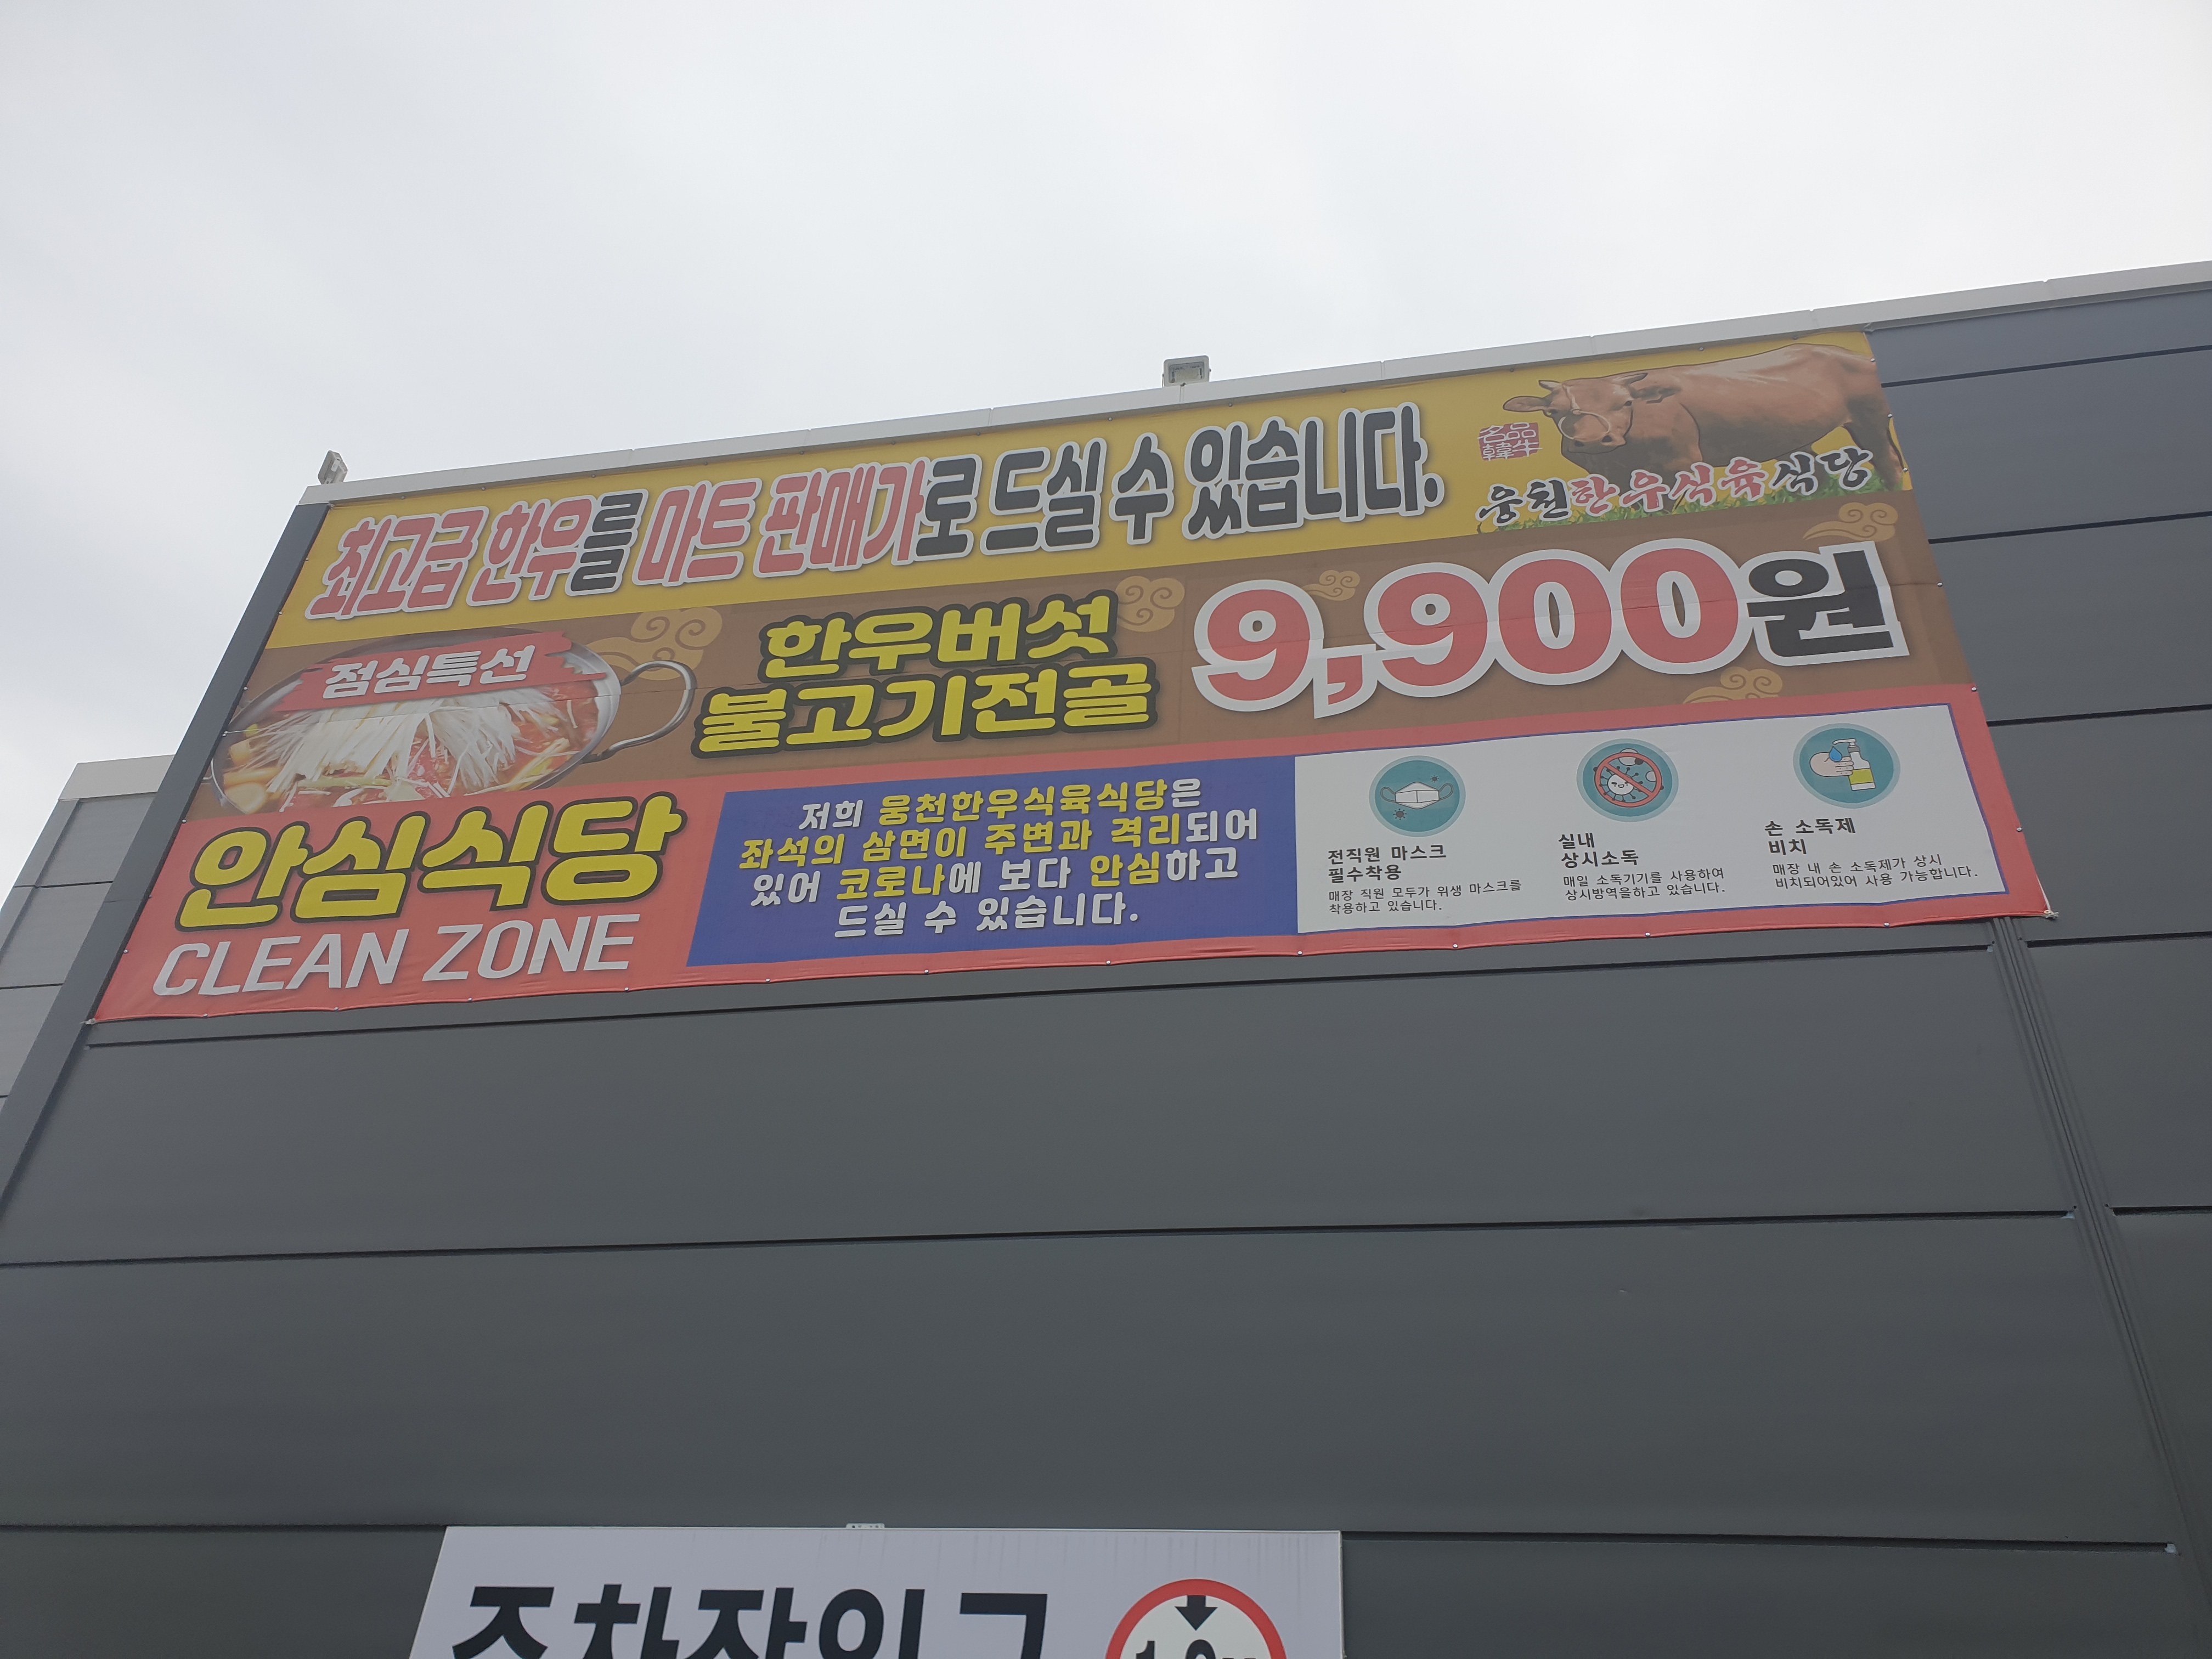 최고급 한우를 마트 판매가로 드실 수 있습니다.
名品
韓牛
웅천한우식육식당
점심특선
한우버섯
불고기전골
9,900원
안심식당
CLEAN ZONE
저희 웅천한우식육식당은
좌석의 삼면이 주변과 격리되어
있어 코로나에 보다 안심하고
드실 수 있습니다.
전직원 마스크
필수착용
매장 직원 모두가 위생 마스크를
착용하고 있습니다.
실내
상시소독
매일 소독기기를 사용하여
상시방역을하고 있습니다.
손 소독제
비치
매장 내 손 소독제가 상시
비치되어있어 사용 가능합니다.
주차장입구